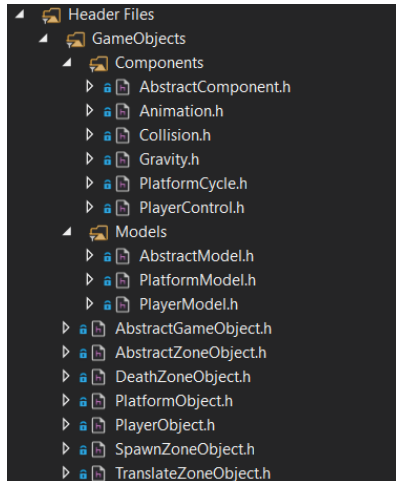 Header Files
GameObjects
Components
AbstractComponent.h
Animation.h
Collision.h
Gravity.h
PlatformCycle.h
PlayerControl.h
Models
AbstractModel.h
PlatformModel.h
PlayerModel.h
AbstractGameObject.h
AbstractZoneObject.h
DeathZoneObject.h
PlatformObject.h
PlayerObject.h
SpawnZoneObject.h
TranslateZoneObject.h